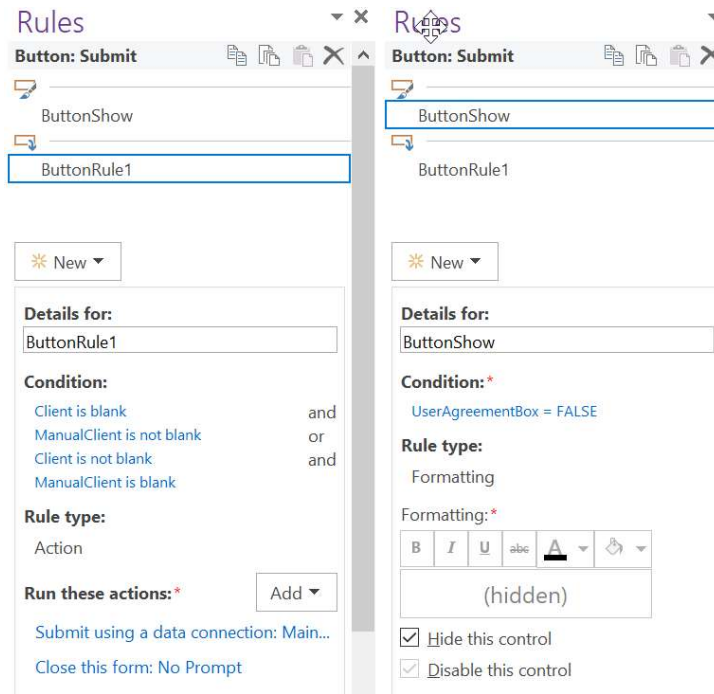 Rules
Button: Submit
ButtonShow
ButtonRule1
New
Details for:
ButtonRule1
Condition:
Client is blank and
ManualClient is not blank or
Client is not blank and
ManualClient is blank
Rule type:
Action
Run these actions:* Add
Submit using a data connection: Main...
Close this form: No Prompt
Rules
Button: Submit
ButtonShow
ButtonRule1
New
Details for:
ButtonShow
Condition:*
UserAgreementBox = FALSE
Rule type:
Formatting
Formatting:*
B I U abc A
(hidden)
Hide this control
Disable this control